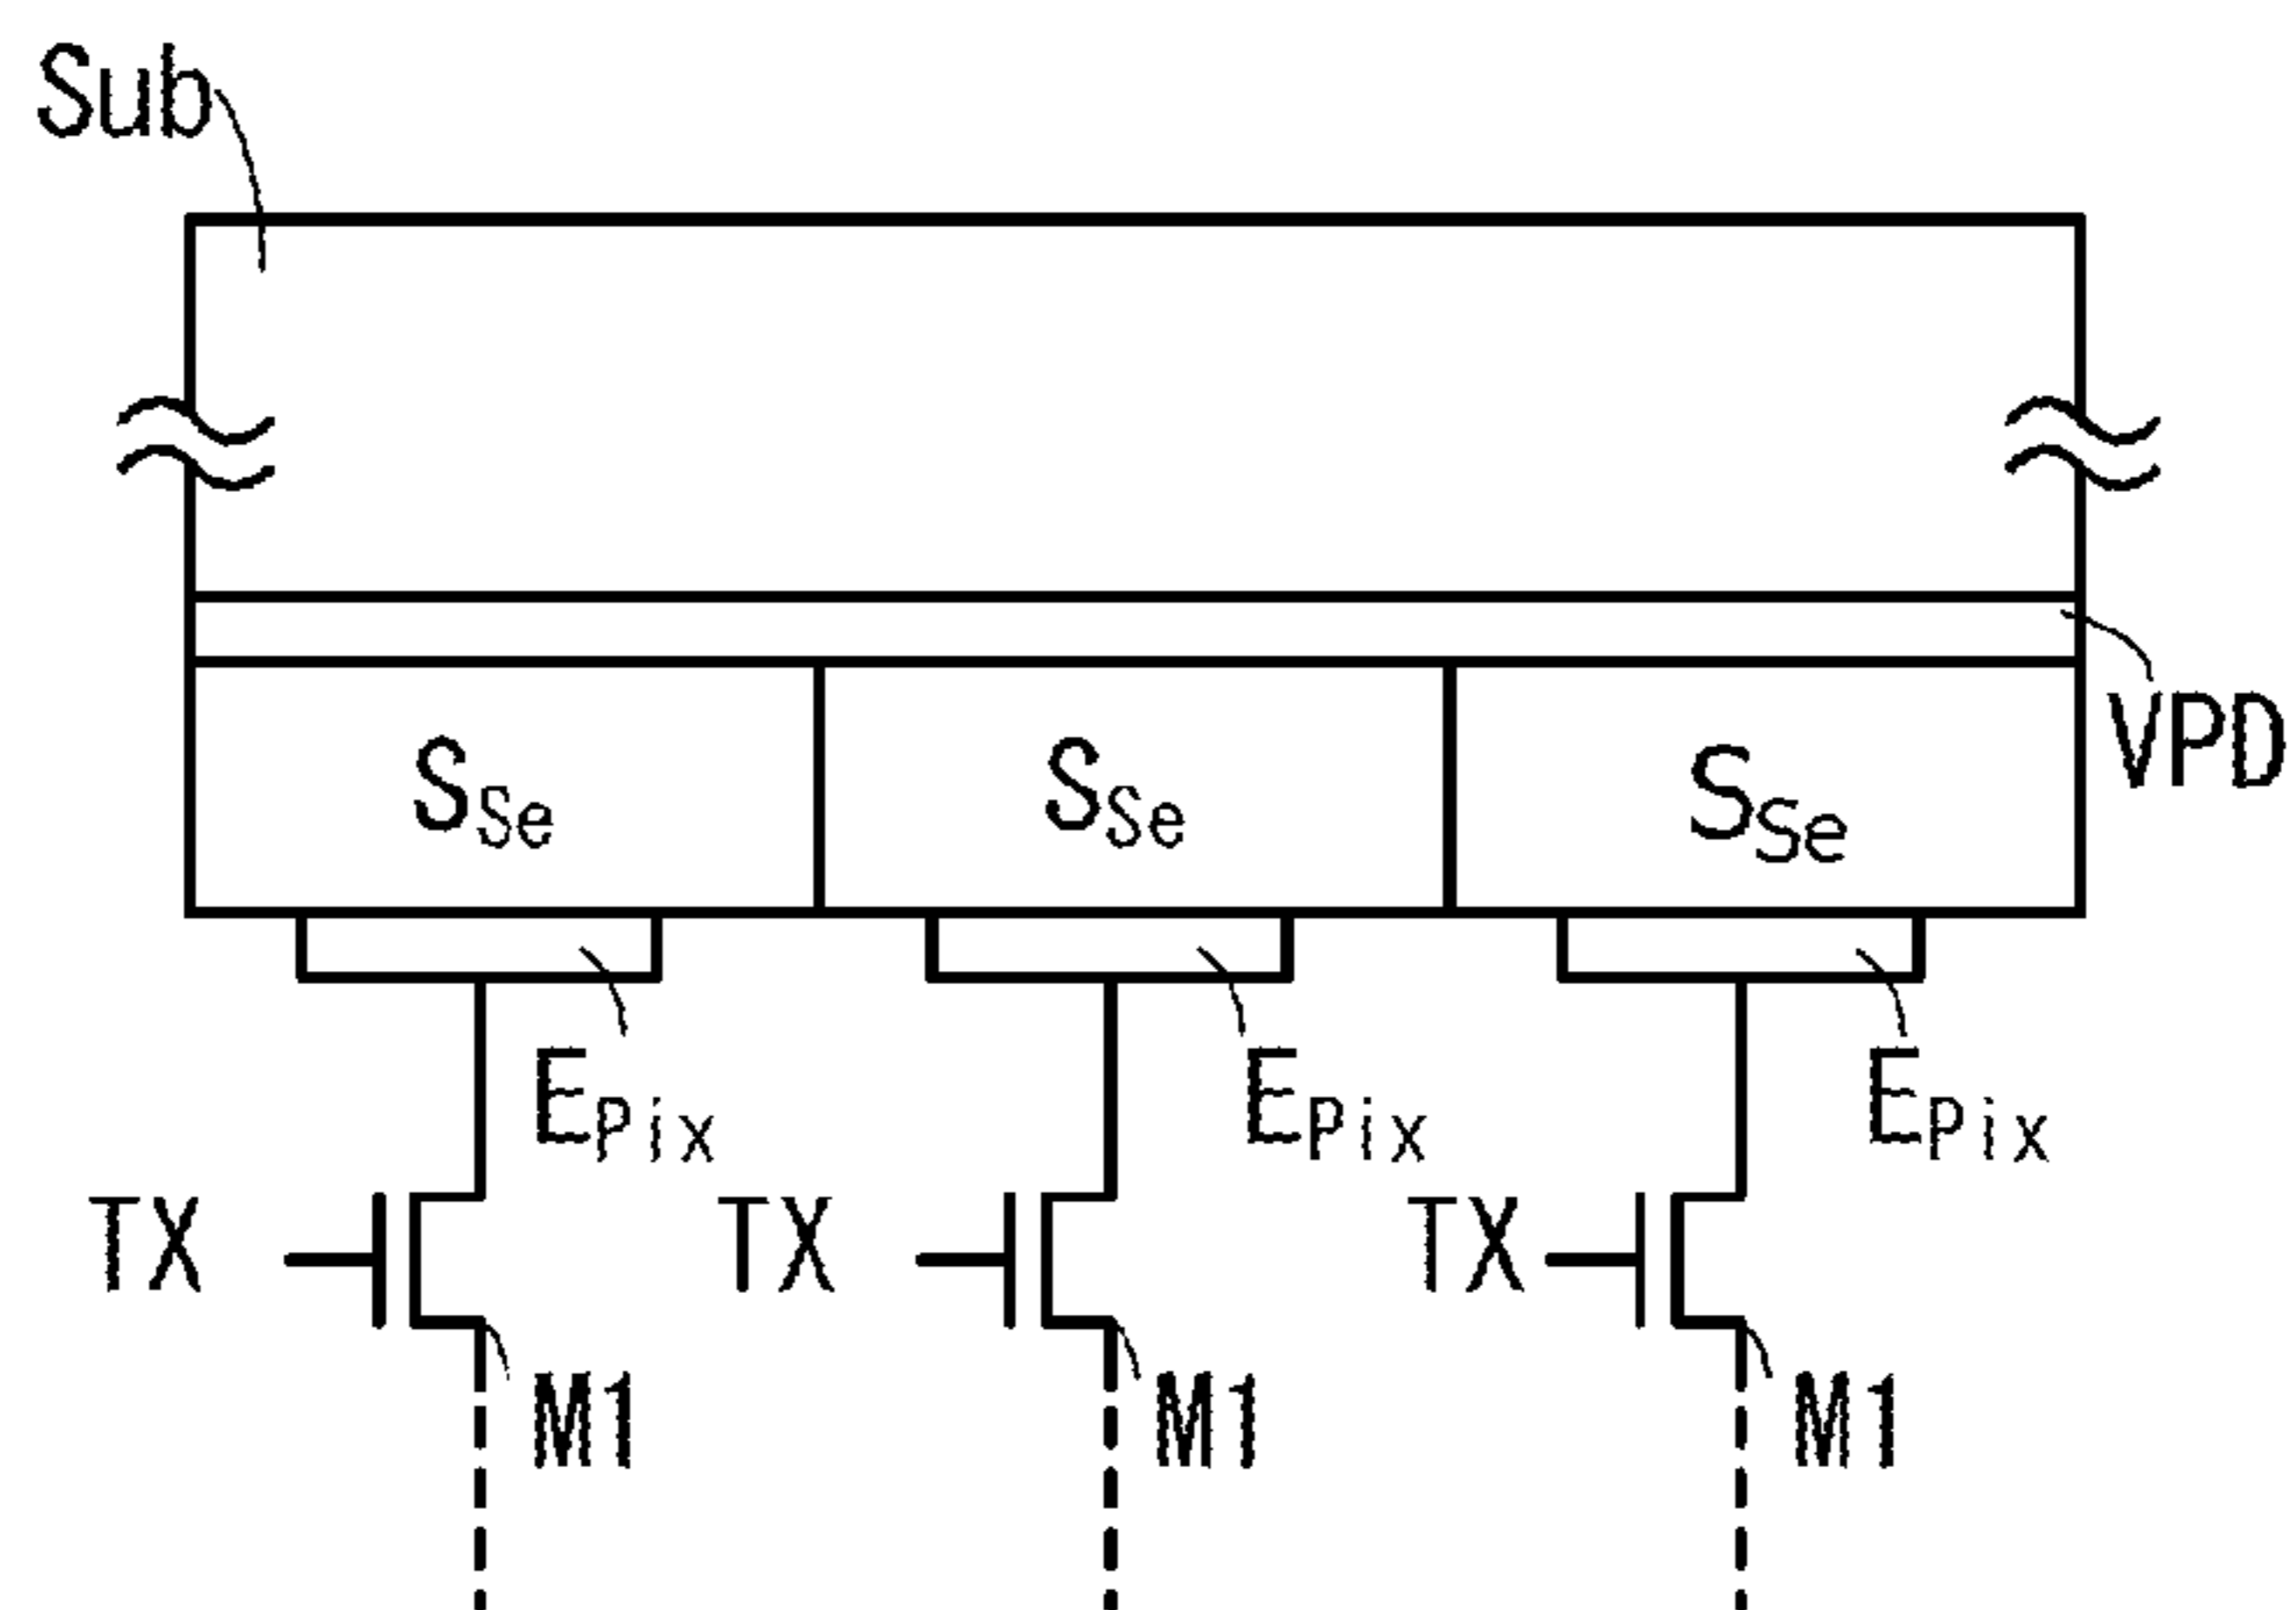 Sub
VPD
SSe SSe SSe
EPix EPix EPix
TX TX TX
M1 M1 M1